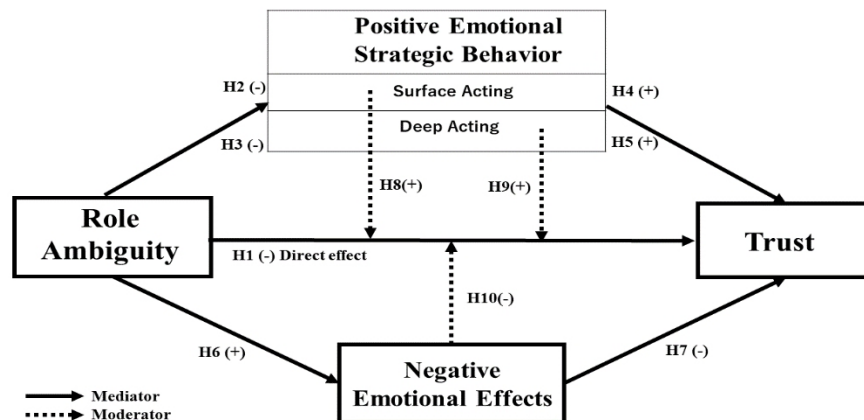 Positive Emotional
Strategic Behavior
H2 (-)
Surface Acting
H4 (+)
H3 (-)
Deep Acting
H5 (+)
H8(+)
H9(+)
Role
Ambiguity
Trust
H1 (-) Direct effect
H10(-)
H6 (+)
H7 (-)
Negative
Emotional Effects
Mediator
Moderator